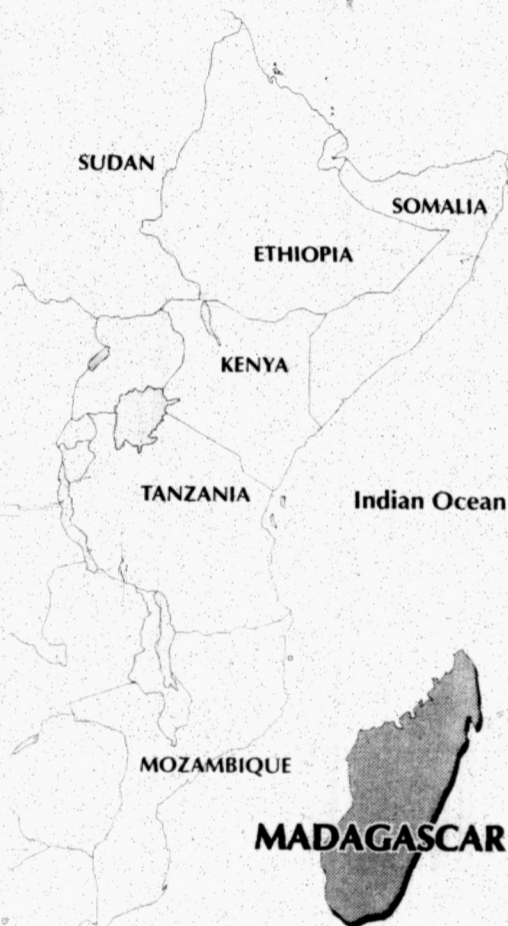 SUDAN
SOMALIA
ETHIOPIA
KENYA
TANZANIA
Indian Ocean
MOZAMBIQUE
MADAGASCAR